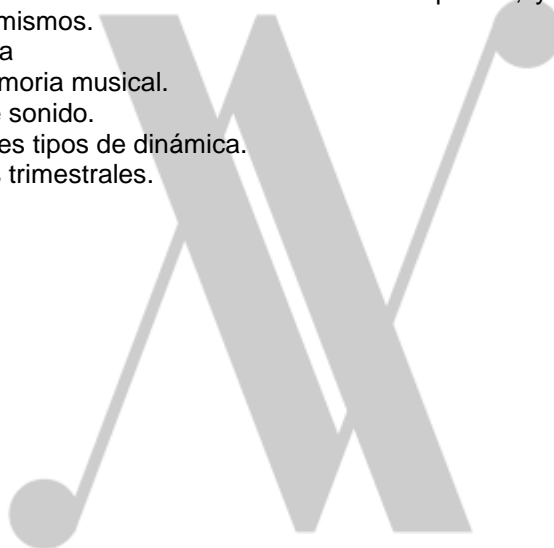 mismos.
a
moria musical.
sonido.
es tipos de dinámica.
trimestrales.